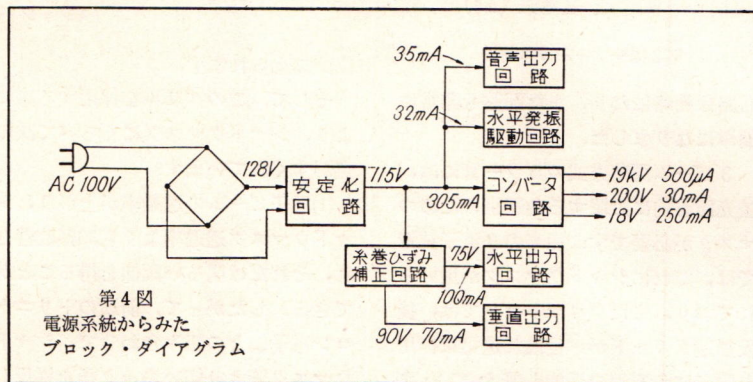 35mA
音声出力
回路
32mA
水平発振
駆動回路
AC 100V
128V
安定化
回路
115V
305mA
コンバータ
回路
19kV 500μA
200V 30mA
18V 250mA
糸巻ひずみ
補正回路
75V
100mA
水平出力
回路
90V 70mA
垂直出力
回路
第4図
電源系統からみた
ブロック・ダイアグラム